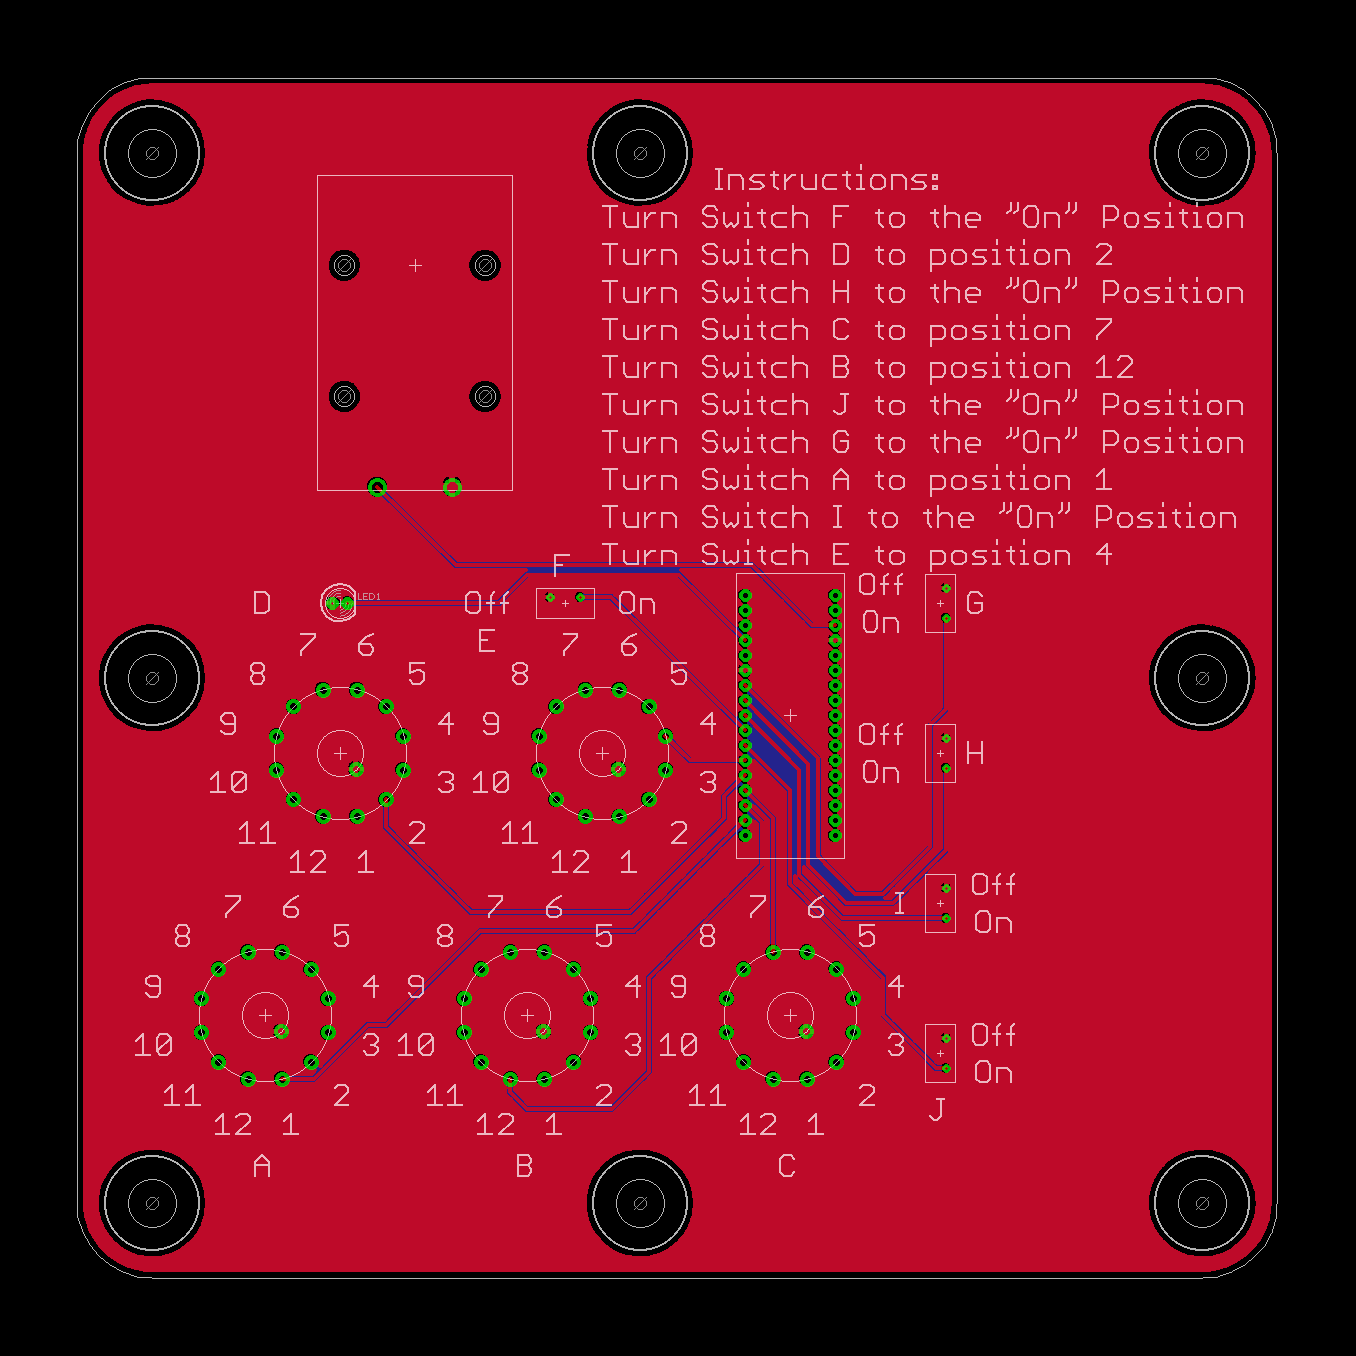 Instructions:
Turn Switch F to the "On" Position
Turn Switch D to position 2
Turn Switch H to the "On" Position
Turn Switch C to position 7
Turn Switch B to position 12
Turn Switch J to the "On" Position
Turn Switch G to the "On" Position
Turn Switch A to position 1
Turn Switch I to the "On" Position
Turn Switch E to position 4
F
D
LED1
Off
On
E
Off
On
G
7 6
8 5
9 4
10 3
11 2
12 1
7 6
8 5
9 4
10 3
11 2
12 1
Off
On
H
I
Off
On
7 6
8 5
9 4
10 3
11 2
12 1
A
7 6
8 5
9 4
10 3
11 2
12 1
B
7 6
8 5
9 4
10 3
11 2
12 1
C
Off
On
J